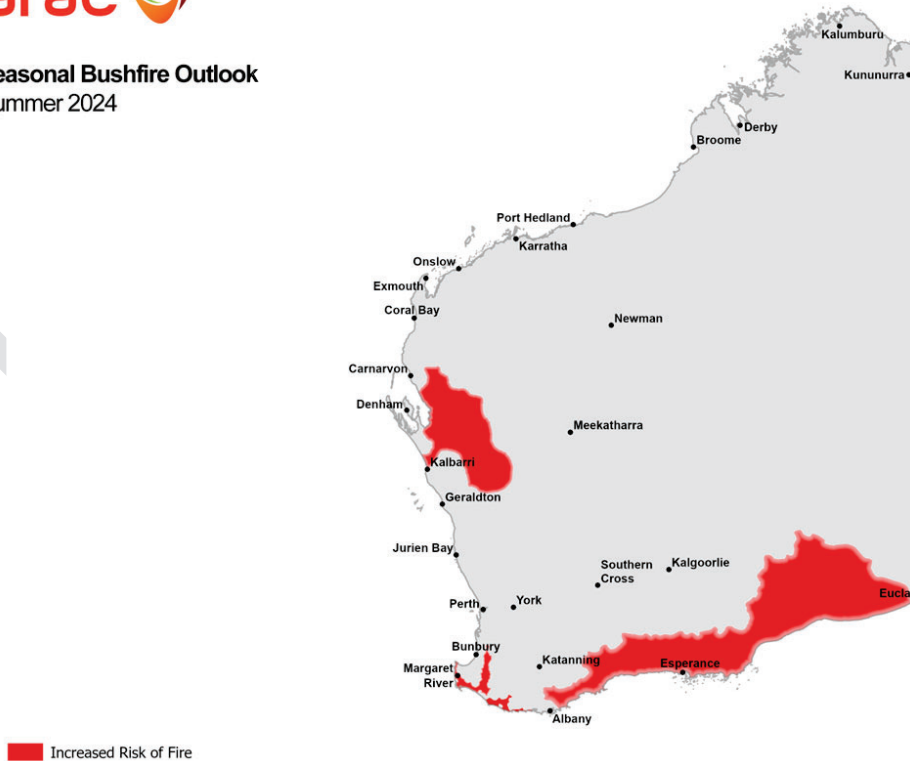 easonal Bushfire Outlook
ummer 2024
Kalumburu
Kununurra
Derby
Broome
Port Hedland
Karratha
Onslow
Exmouth
Coral Bay
Newman
Carnarvon
Denham
Meekatharra
Kalbarri
Geraldton
Jurien Bay
Southern
Cross
Kalgoorlie
Eucla
Perth
York
Bunbury
Katanning
Esperance
Margaret
River
Albany
Increased Risk of Fire